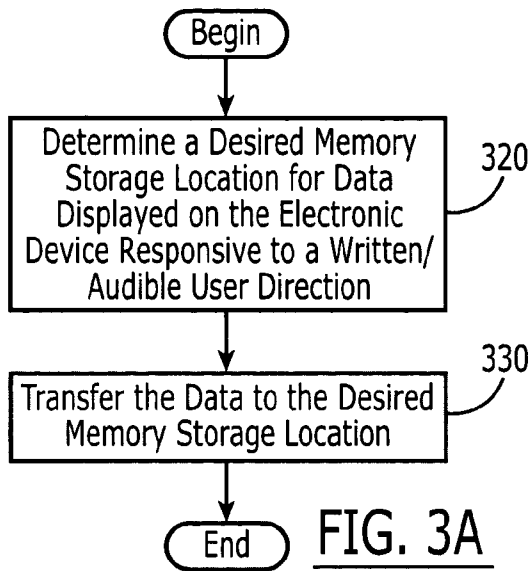 Begin
Determine a Desired Memory
Storage Location for Data
Displayed on the Electronic
Device Responsive to a Written/
Audible User Direction
320
Transfer the Data to the Desired
Memory Storage Location
330
End
FIG. 3A